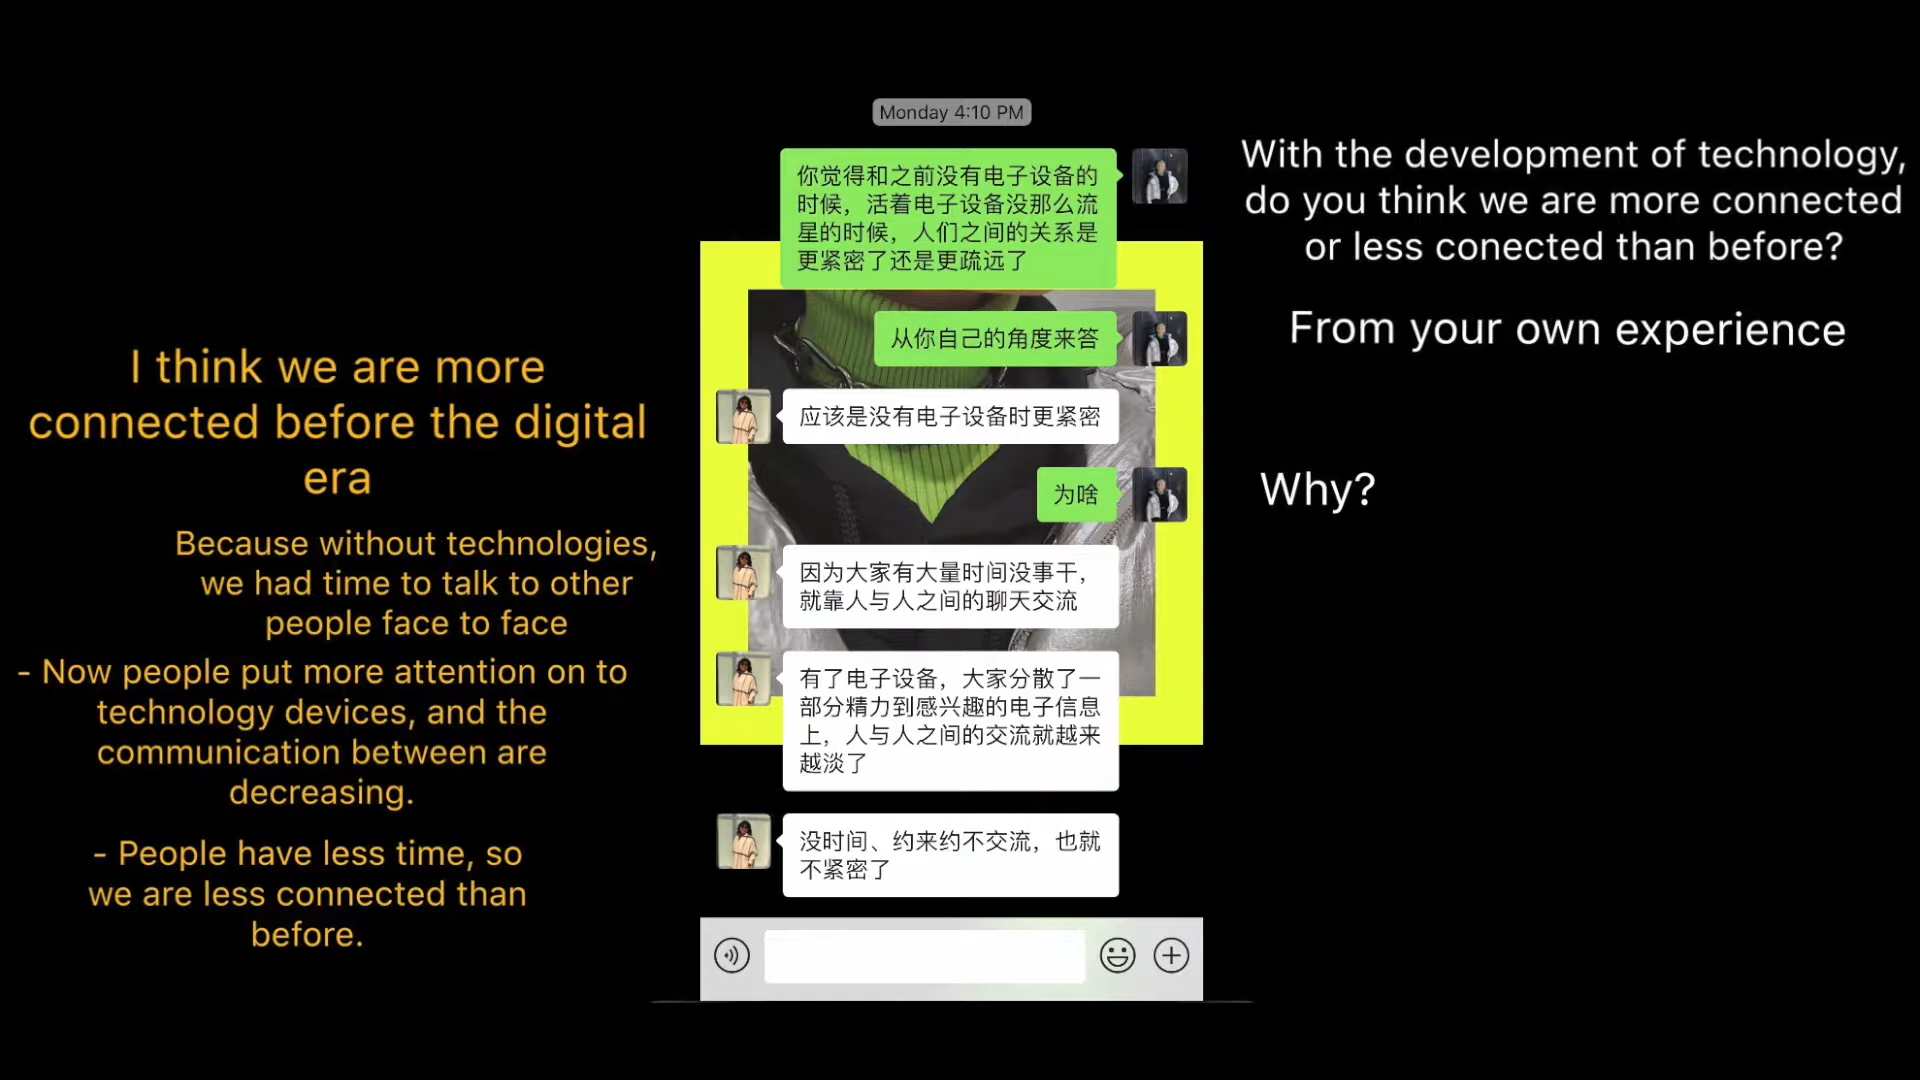 Monday 4:10 PM
你觉得和之前没有电子设备的
时候，活着电子设备没那么流
星的时候，人们之间的关系是
更紧密了还是更疏远了
With the development of technology,
do you think we are more connected
or less conected than before?
从你自己的角度来答
From your own experience
应该是没有电子设备时更紧密
I think we are more
connected before the digital
era
为啥
Why?
因为大家有大量时间没事干，
就靠人与人之间的聊天交流
Because without technologies,
we had time to talk to other
people face to face
有了电子设备，大家分散了一
部分精力到感兴趣的电子信息
上，人与人之间的交流就越来
越淡了
- Now people put more attention on to
technology devices, and the
communication between are
decreasing.
没时间、约来约不交流，也就
不紧密了
- People have less time, so
we are less connected than
before.